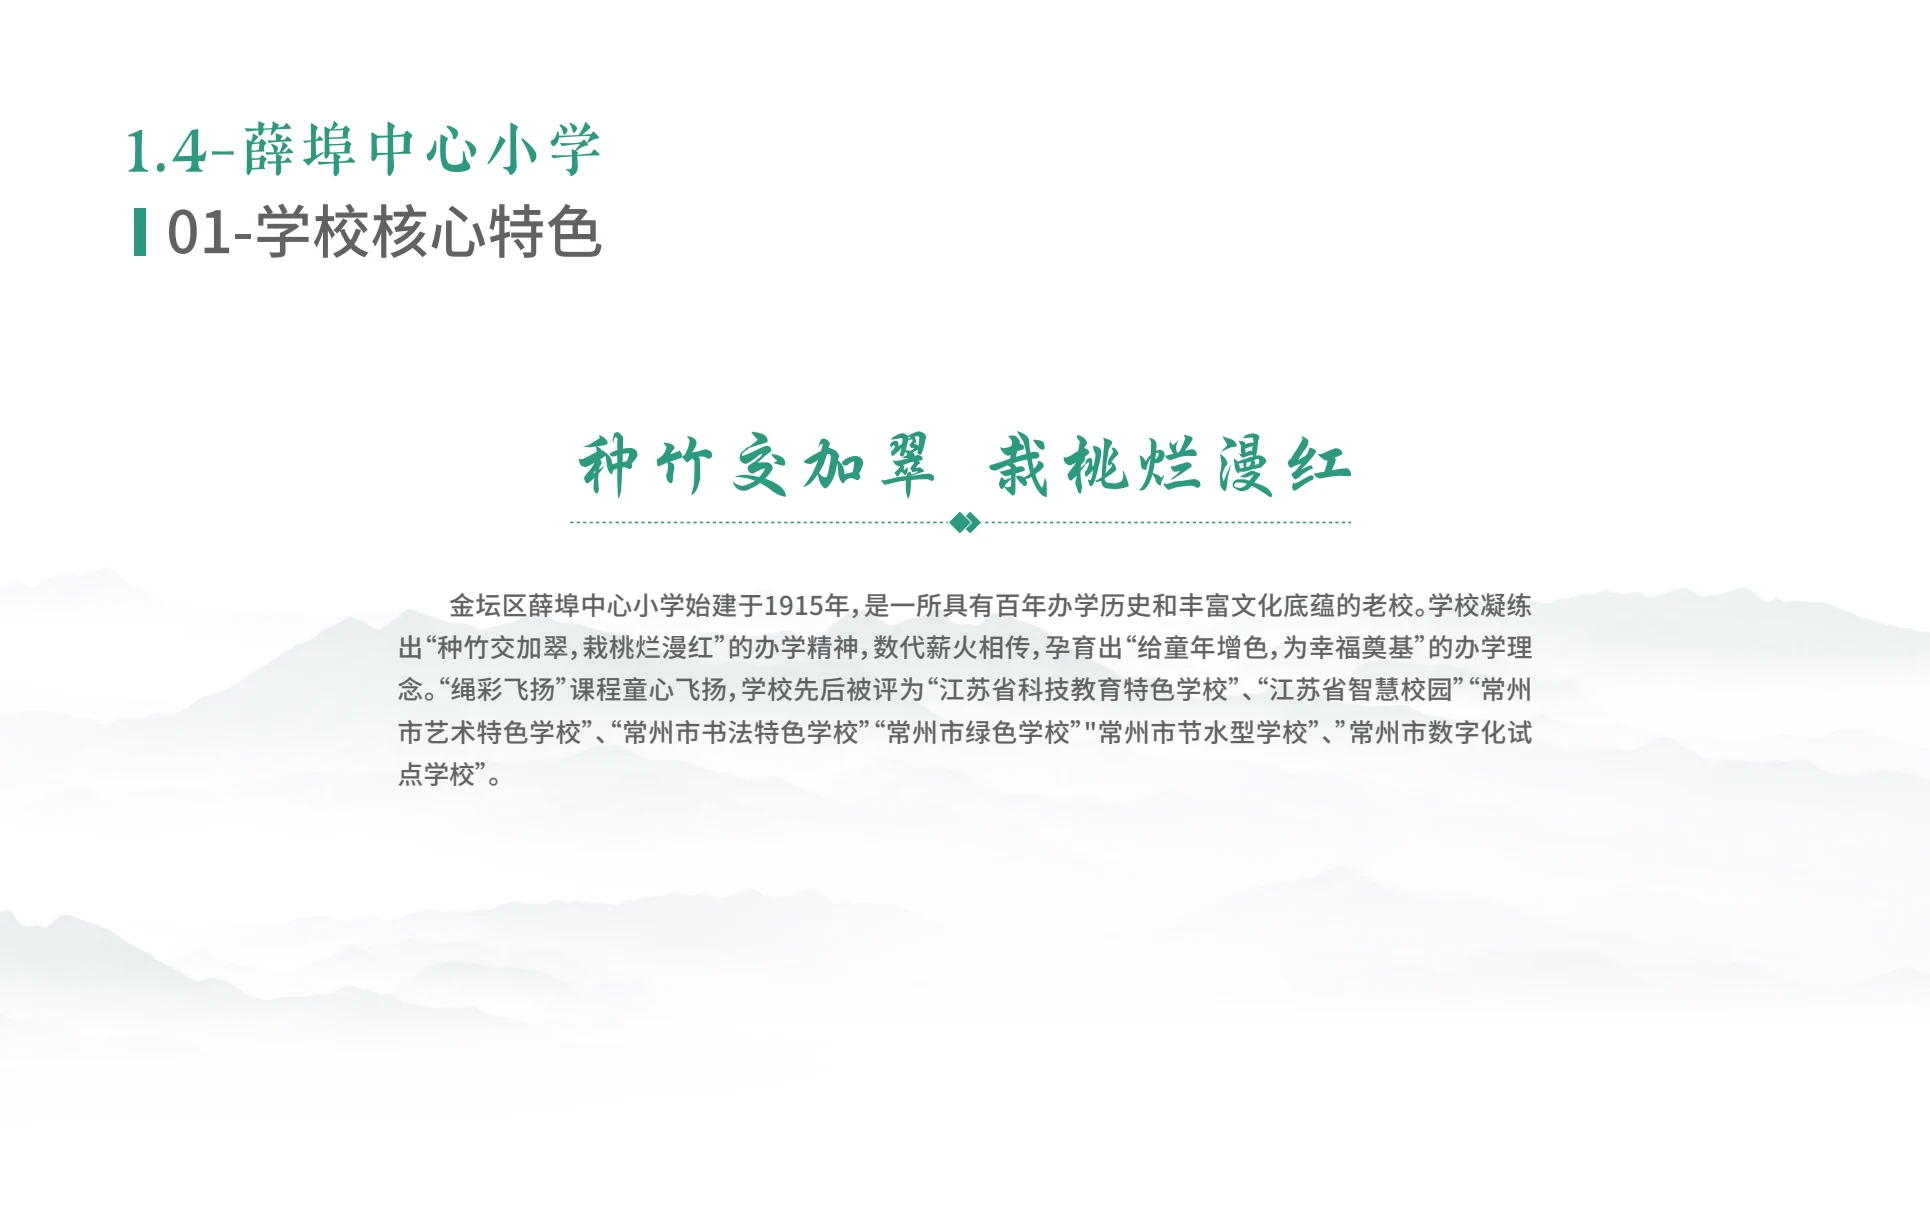 1.4-薛埠中心小学
01-学校核心特色
种竹交加翠 栽桃烂漫红
金坛区薛埠中心小学始建于1915年，是一所具有百年办学历史和丰富文化底蕴的老校。学校凝练
出“种竹交加翠，栽桃烂漫红”的办学精神，数代薪火相传，孕育出“给童年增色，为幸福奠基”的办学理
念。“绳彩飞扬”课程童心飞扬，学校先后被评为“江苏省科技教育特色学校”、“江苏省智慧校园”“常州
市艺术特色学校”、“常州市书法特色学校”“常州市绿色学校”"常州市节水型学校”、”常州市数字化试
点学校”。